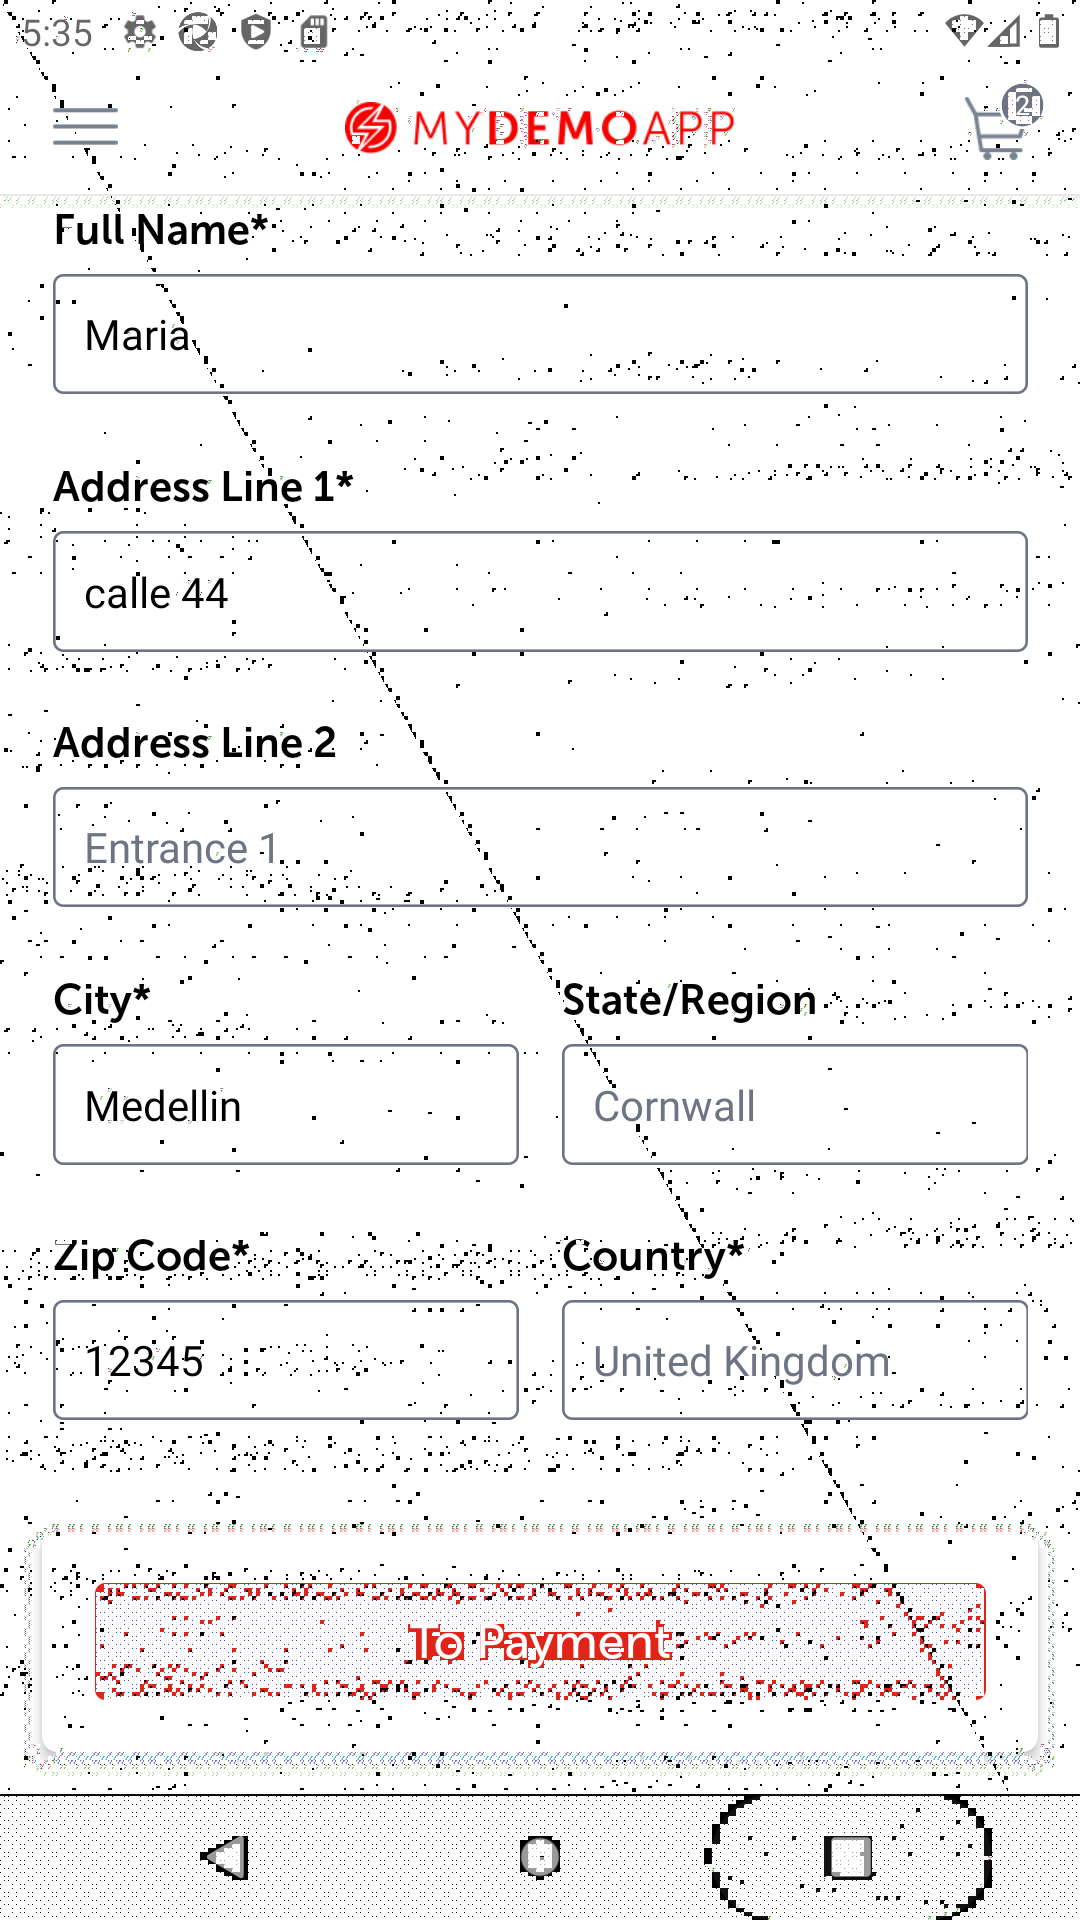 5:35
MYDEMOAPP
2
Full Name*
Maria
Address Line 1*
calle 44
Address Line 2
Entrance 1
City*
State/Region
Medellin
Cornwall
Zip Code*
Country*
12345
United Kingdom
To Payment